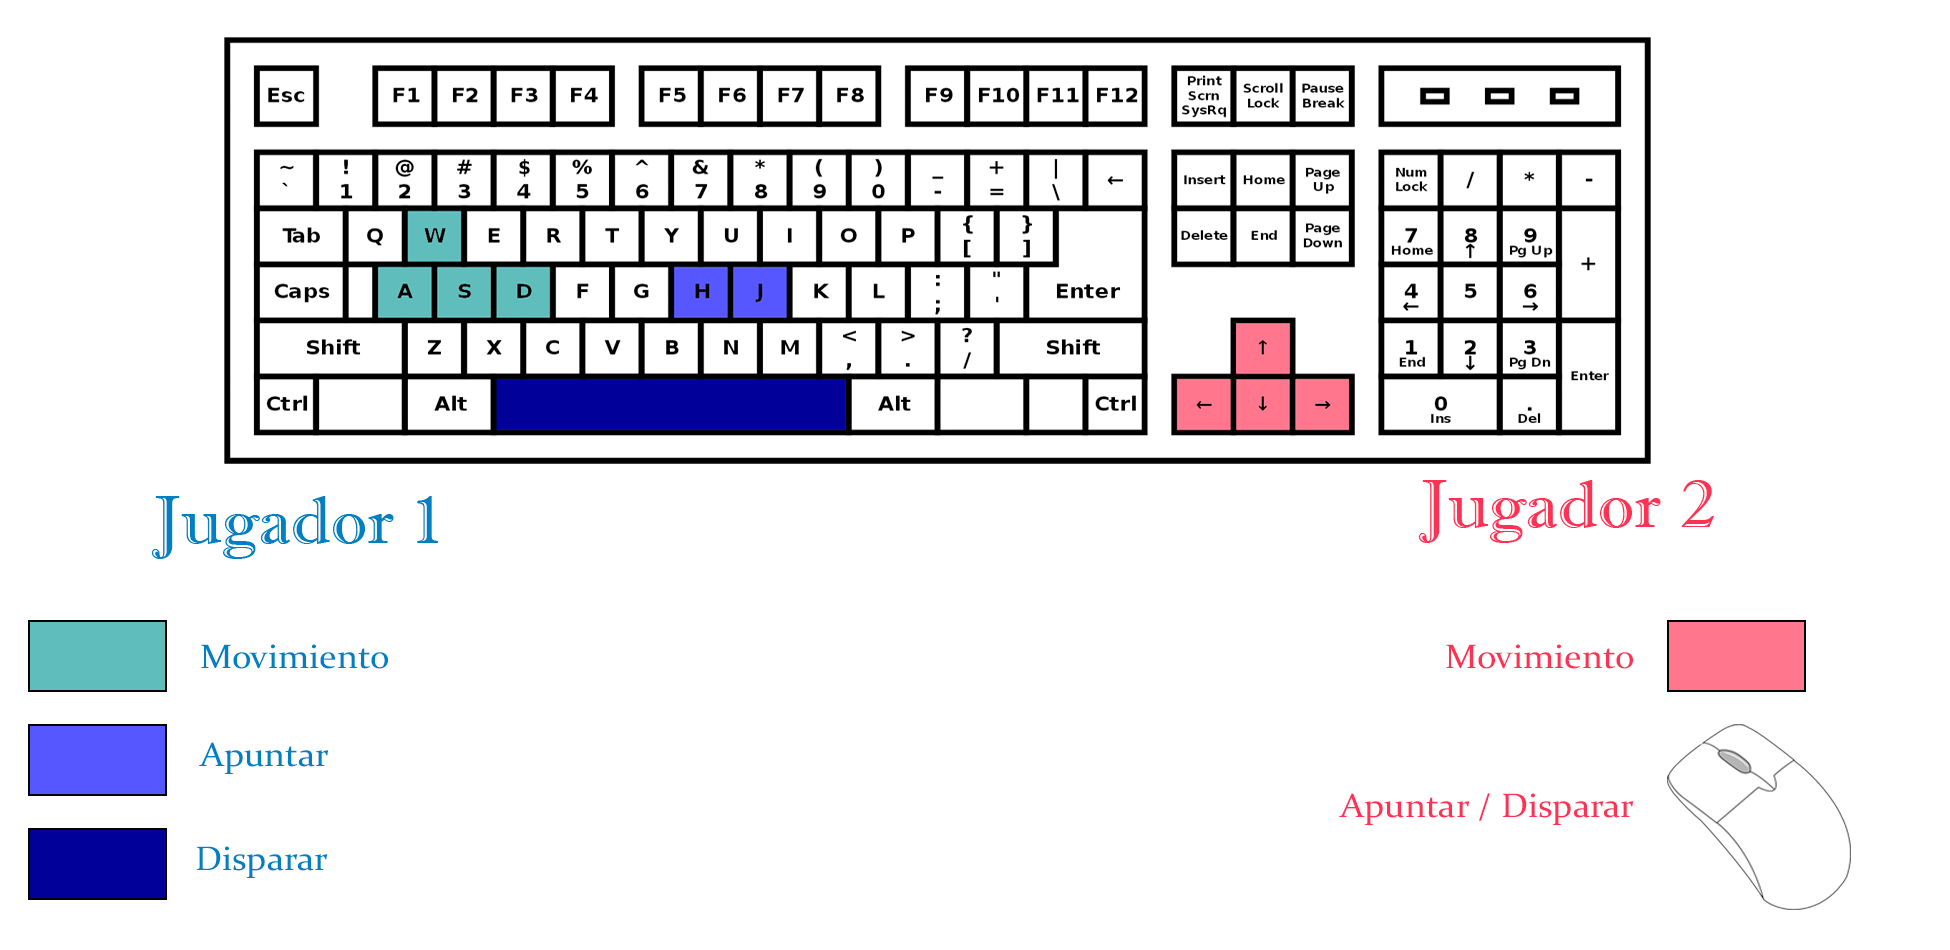 Esc F1 F2 F3 F4 F5 F6 F7 F8 F9 F10 F11 F12 Print Scrn SysRq Scroll Lock Pause Break
~ ` ! 1 @ 2 # 3 $ 4 % 5 ^ 6 & 7 * 8 ( 9 ) 0 _ - + = | \ ← Insert Home Page Up Num Lock / * -
Tab Q W E R T Y U I O P { [ } ] Delete End Page Down 7 Home 8 ↑ 9 Pg Up +
Caps A S D F G H J K L : ; " ' Enter 4 ← 5 6 →
Shift Z X C V B N M < , > . ? / Shift ↑ 1 End 2 ↓ 3 Pg Dn Enter
Ctrl Alt Alt Ctrl ← ↓ → 0 Ins . Del
Jugador 1
Movimiento
Apuntar
Disparar
Jugador 2
Movimiento
Apuntar / Disparar